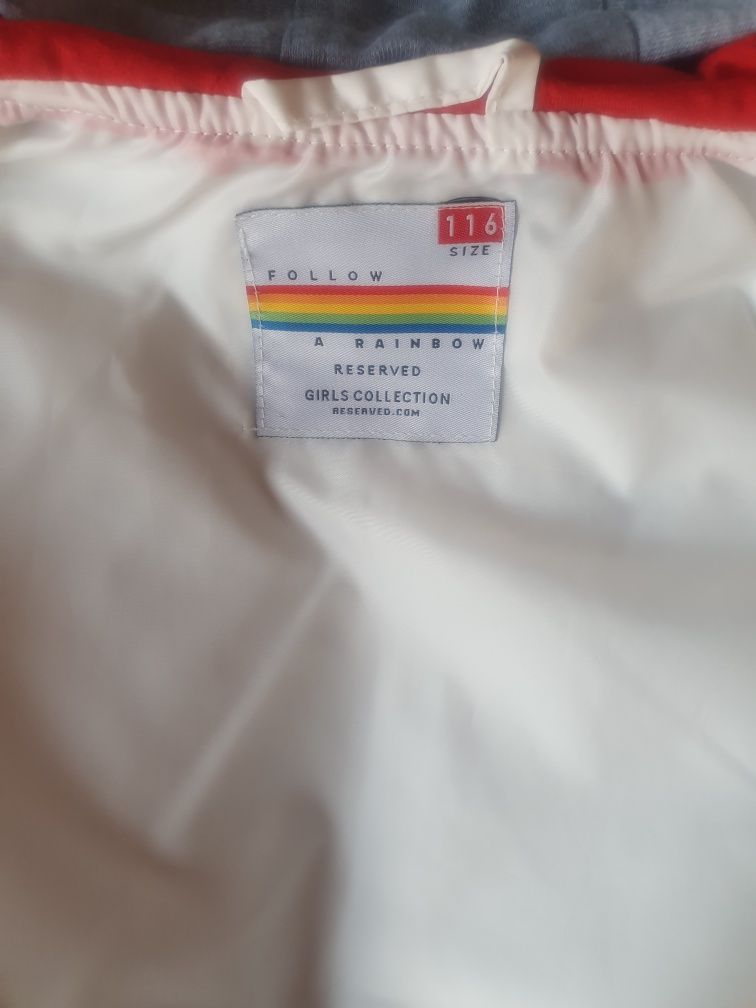 116
SIZE
FOLLOW
A RAINBOW
RESERVED
GIRLS COLLECTION
RESERVED.COM